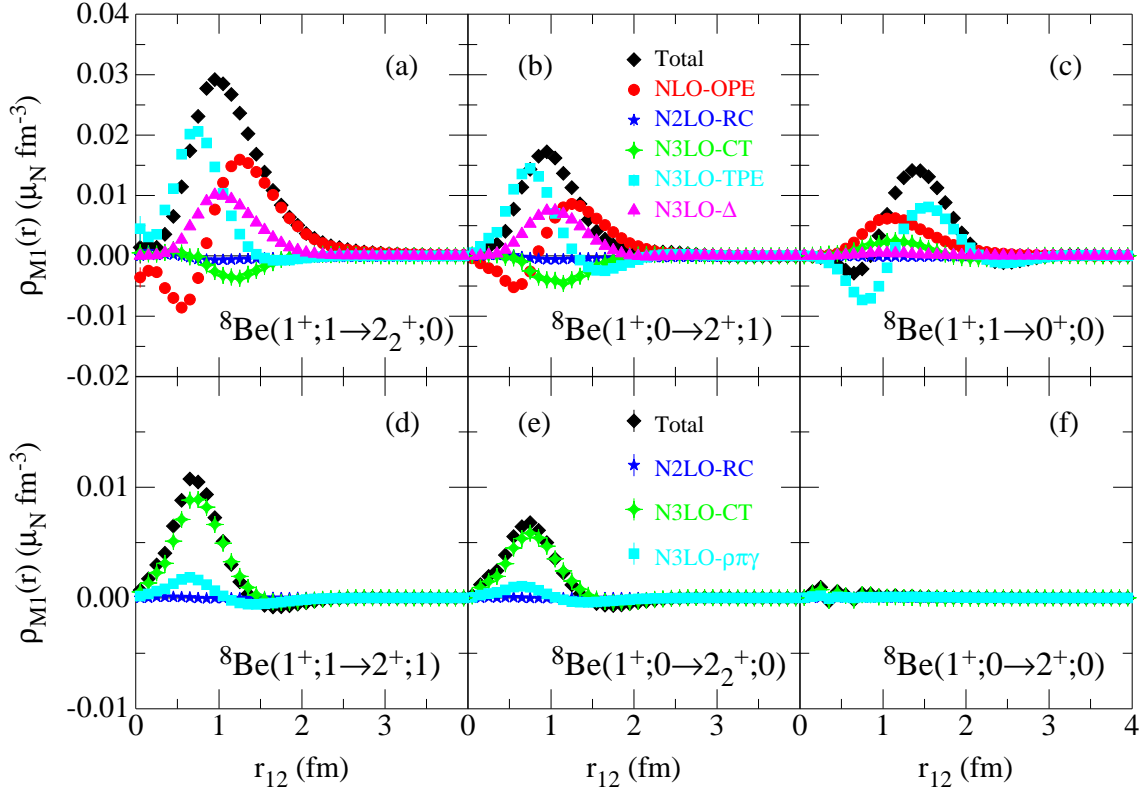 ρM1(r) (μN fm-3)
0.04
0.03
0.02
0.01
0.00
-0.01
-0.02
(a)
8Be(1+;1→22+;0)
(b)
Total
NLO-OPE
N2LO-RC
N3LO-CT
N3LO-TPE
N3LO-Δ
8Be(1+;0→2+;1)
(c)
8Be(1+;1→0+;0)
ρM1(r) (μN fm-3)
0.01
0.00
-0.01
(d)
8Be(1+;1→2+;1)
(e)
Total
N2LO-RC
N3LO-CT
N3LO-ρπγ
8Be(1+;0→22+;0)
(f)
8Be(1+;0→2+;0)
0 1 2 3 0 1 2 3 0 1 2 3 4
r12 (fm) r12 (fm) r12 (fm)